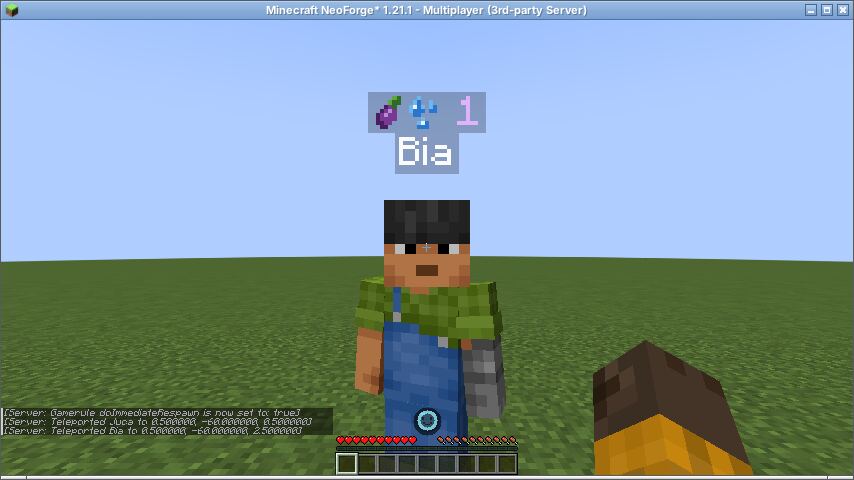 Minecraft NeoForge* 1.21.1 - Multiplayer (3rd-party Server)
1
Bia
[Server: Gamerule doImmediateRespawn is now set to true]
[Server: Teleported Juca to 0.500000, -60.000000, 0.500000]
[Server: Teleported Bia to 0.500000, -60.000000, 2.500000]